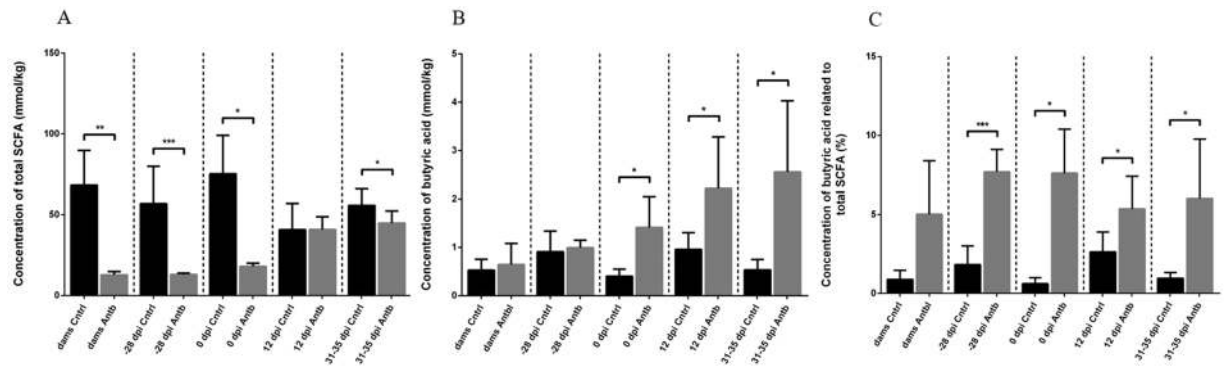 A
Concentration of total SCFA (mmol/kg)
150
100
50
0
**
***
*
*
dams Cntrl
dams Antb
-28 dpi Cntrl
-28 dpi Antb
0 dpi Cntrl
0 dpi Antb
12 dpi Cntrl
12 dpi Antb
31-35 dpi Cntrl
31-35 dpi Antb
B
Concentration of butyric acid (mmol/kg)
5
4
3
2
1
0
*
*
*
dams Cntrl
dams Antbi
-28 dpi Cntrl
-28 dpi Antb
0 dpi Cntrl
0 dpi Antb
12 dpi Cntrl
12 dpi Antb
31-35 dpi Cntrl
31-35 dpi Antb
C
Concentration of butyric acid related to
total SCFA (%)
15
10
5
0
***
*
*
*
dams Cntrl
dams Antbi
-28 dpi Cntrl
-28 dpi Antb
0 dpi Cntrl
0 dpi Antb
12 dpi Cntrl
12 dpi Antb
31-35 dpi Cntrl
31-35 dpi Antb